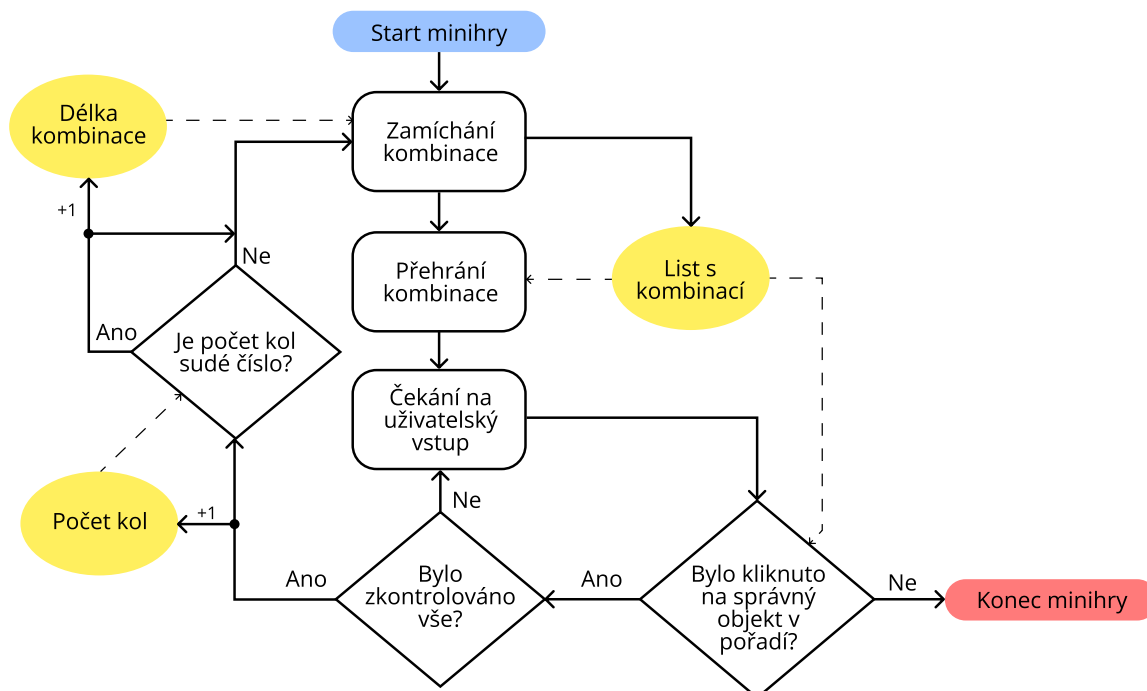 Start minihry
Délka
kombinace
Zamíchání
kombinace
+1
Ne
Přehrání
kombinace
List s
kombinací
Ano
Je počet kol
sudé číslo?
Čekání na
uživatelský
vstup
Ne
Počet kol
+1
Ano
Bylo
zkontrolováno
vše?
Ano
Bylo kliknuto
na správný
objekt v
pořadí?
Ne
Konec minihry